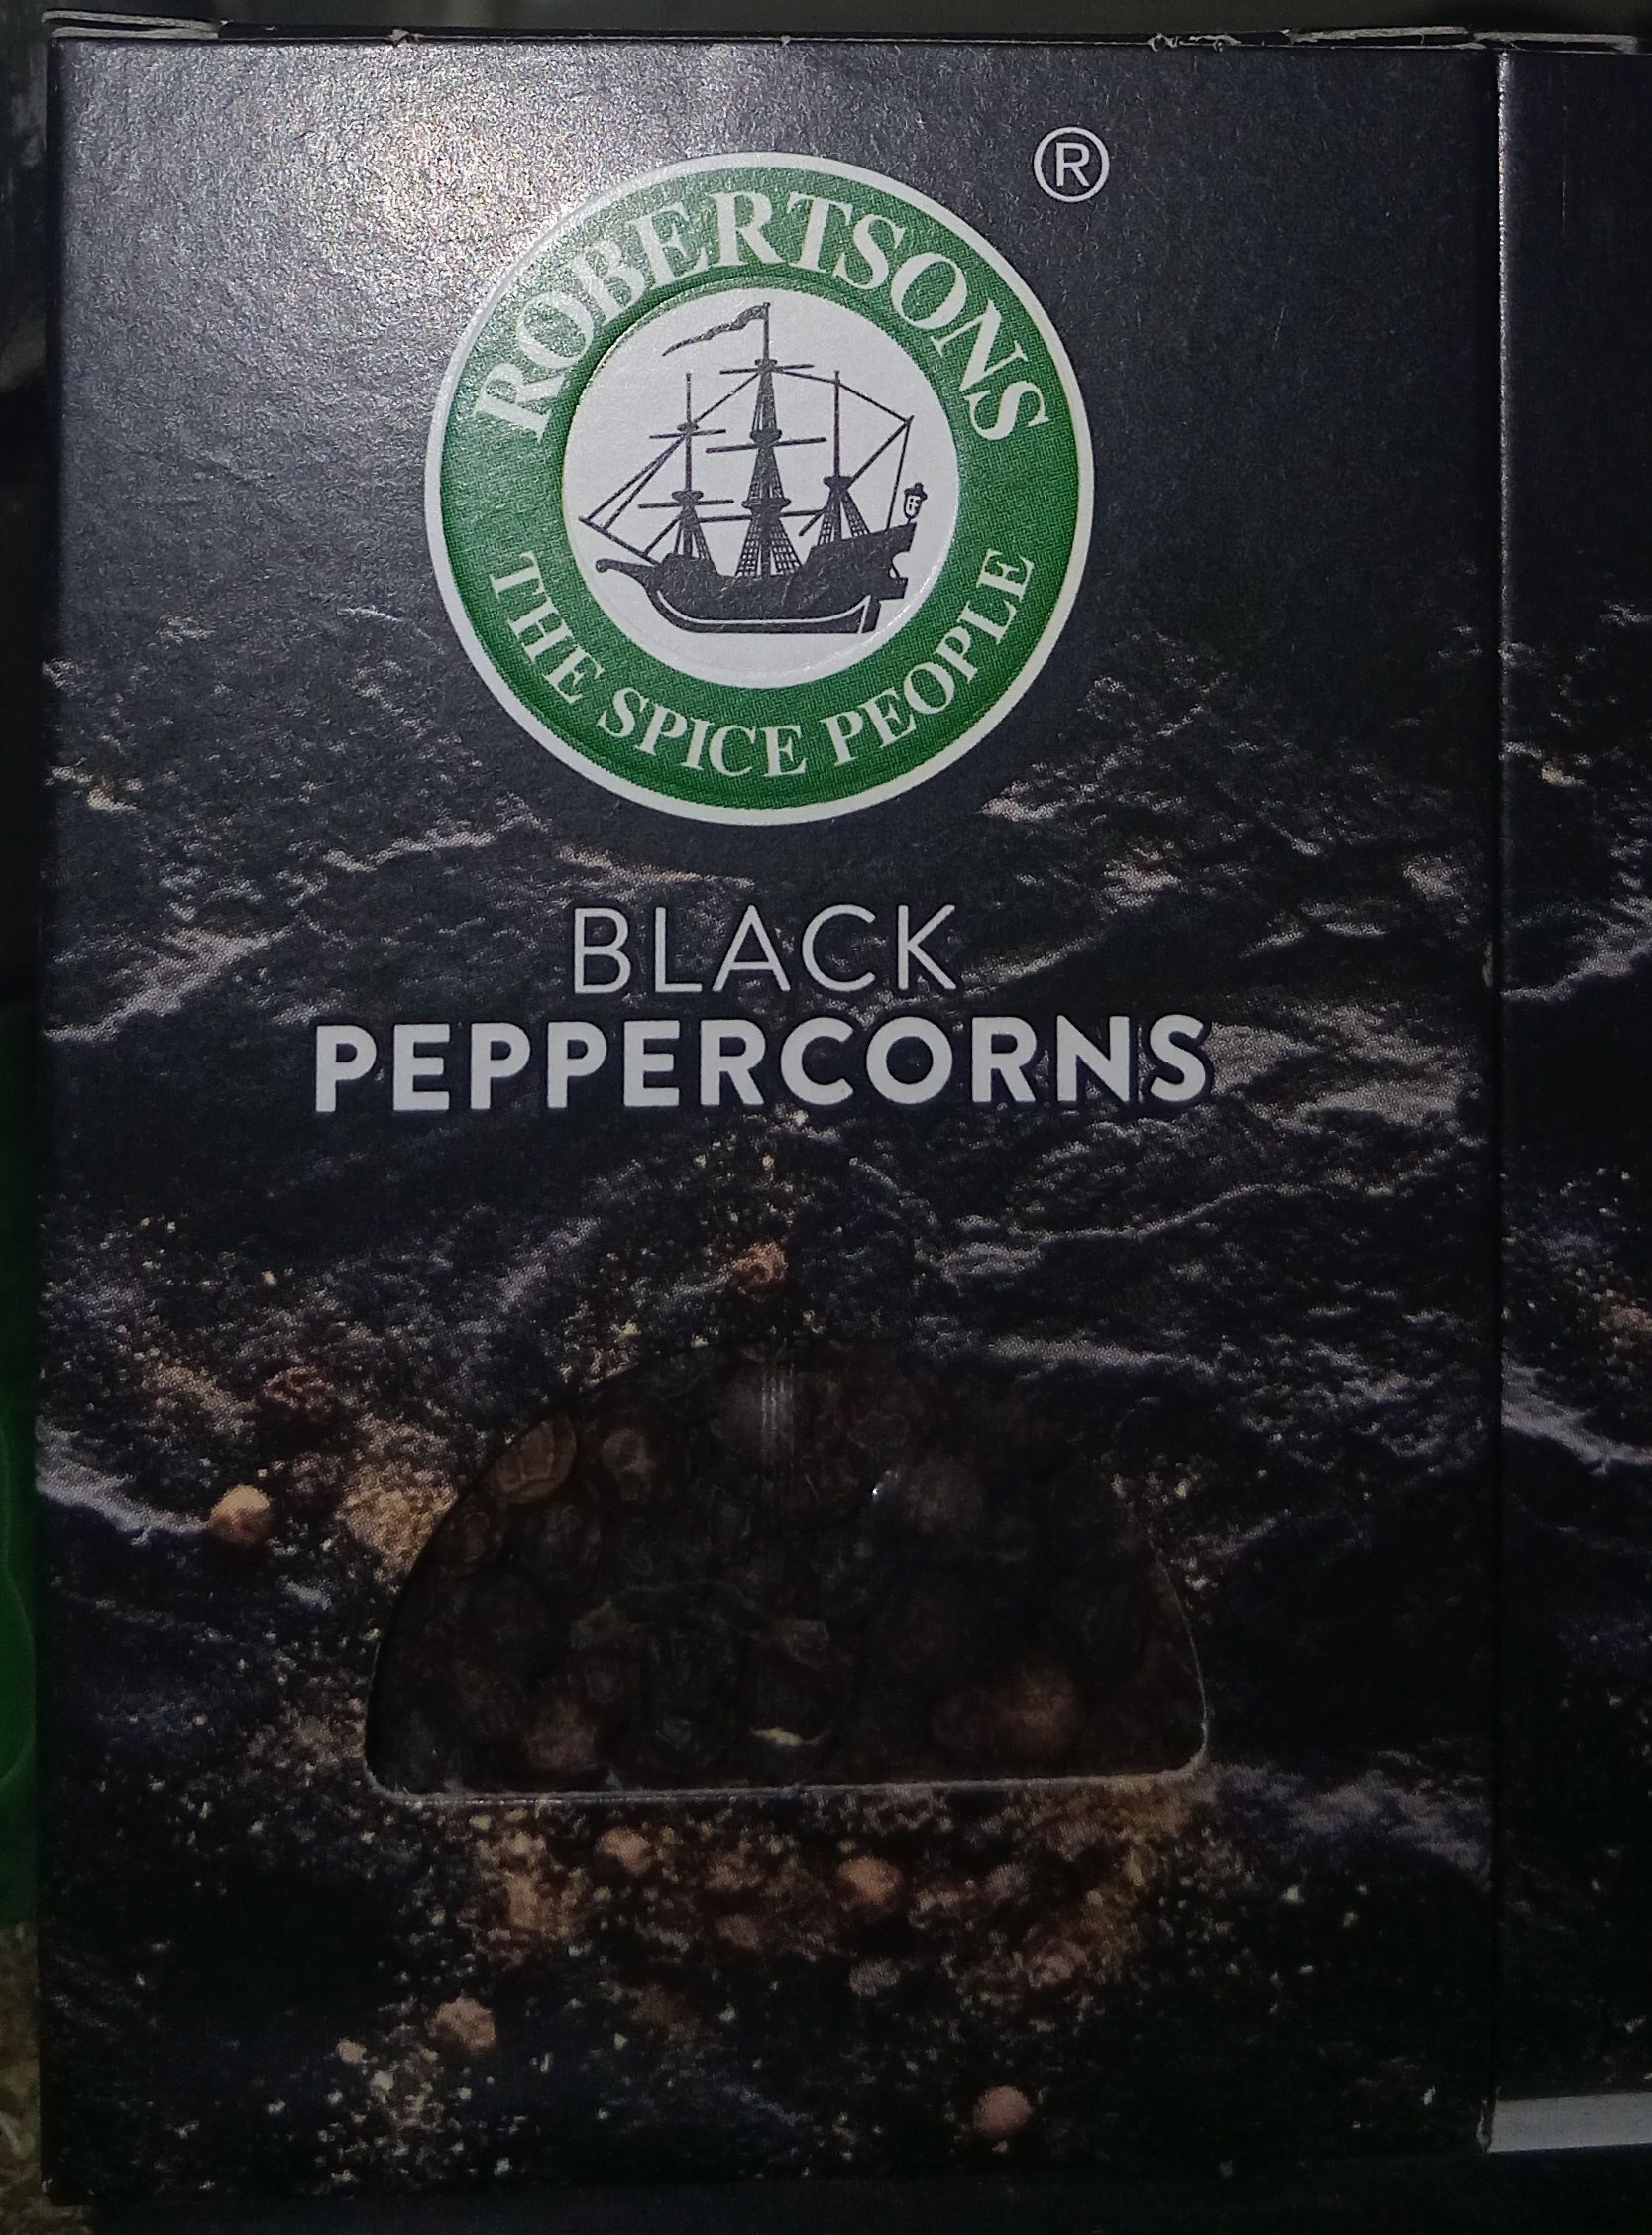 ®
ROBERTSONS
THE SPICE PEOPLE
BLACK
PEPPERCORNS